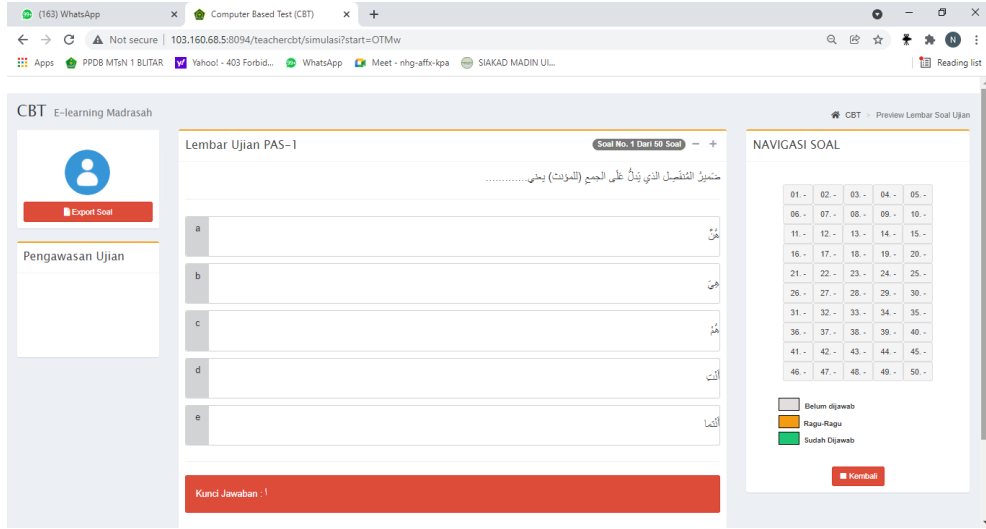 (163) WhatsApp
Computer Based Test (CBT)
Not secure | 103.160.68.5:8094/teachercbt/simulasi?start=OTMw
N
Apps
PPDB MTsN 1 BLITAR
Yahoo! - 403 Forbid...
WhatsApp
Meet - nhg-affx-kpa
SIAKAD MADIN UI...
Reading list
CBT E-learning Madrasah
CBT > Preview Lembar Soal Ujian
Export Soal
Pengawasan Ujian
Lembar Ujian PAS-1
Soal No. 1 Dari 50 Soal
ضَميرُ المُنفَصِل الذي يَدلُّ عَلَى الجمعِ (للمؤنث) يعني.............
a هُنَّ
b هِيَ
c هُمْ
d أَنْتِ
e أَنْتُما
Kunci Jawaban : أ
NAVIGASI SOAL
01. - 02. - 03. - 04. - 05. -
06. - 07. - 08. - 09. - 10. -
11. - 12. - 13. - 14. - 15. -
16. - 17. - 18. - 19. - 20. -
21. - 22. - 23. - 24. - 25. -
26. - 27. - 28. - 29. - 30. -
31. - 32. - 33. - 34. - 35. -
36. - 37. - 38. - 39. - 40. -
41. - 42. - 43. - 44. - 45. -
46. - 47. - 48. - 49. - 50. -
Belum dijawab
Ragu-Ragu
Sudah Dijawab
Kembali